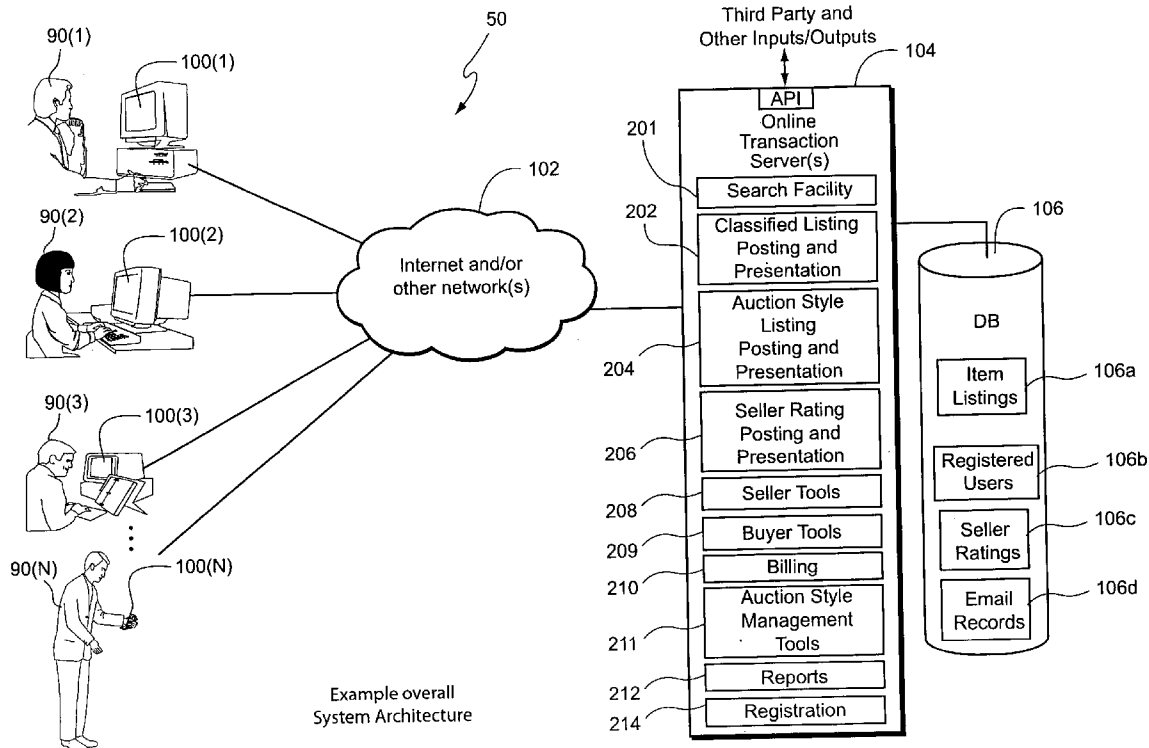 90(1)
100(1)
90(2)
100(2)
90(3)
100(3)
90(N)
100(N)
50
102
Internet and/or
other network(s)
Example overall
System Architecture
Third Party and
Other Inputs/Outputs
104
API
Online
Transaction
Server(s)
201
Search Facility
202
Classified Listing
Posting and
Presentation
204
Auction Style
Listing
Posting and
Presentation
206
Seller Rating
Posting and
Presentation
208
Seller Tools
209
Buyer Tools
210
Billing
211
Auction Style
Management
Tools
212
Reports
214
Registration
106
DB
Item
Listings
106a
Registered
Users
106b
Seller
Ratings
106c
Email
Records
106d